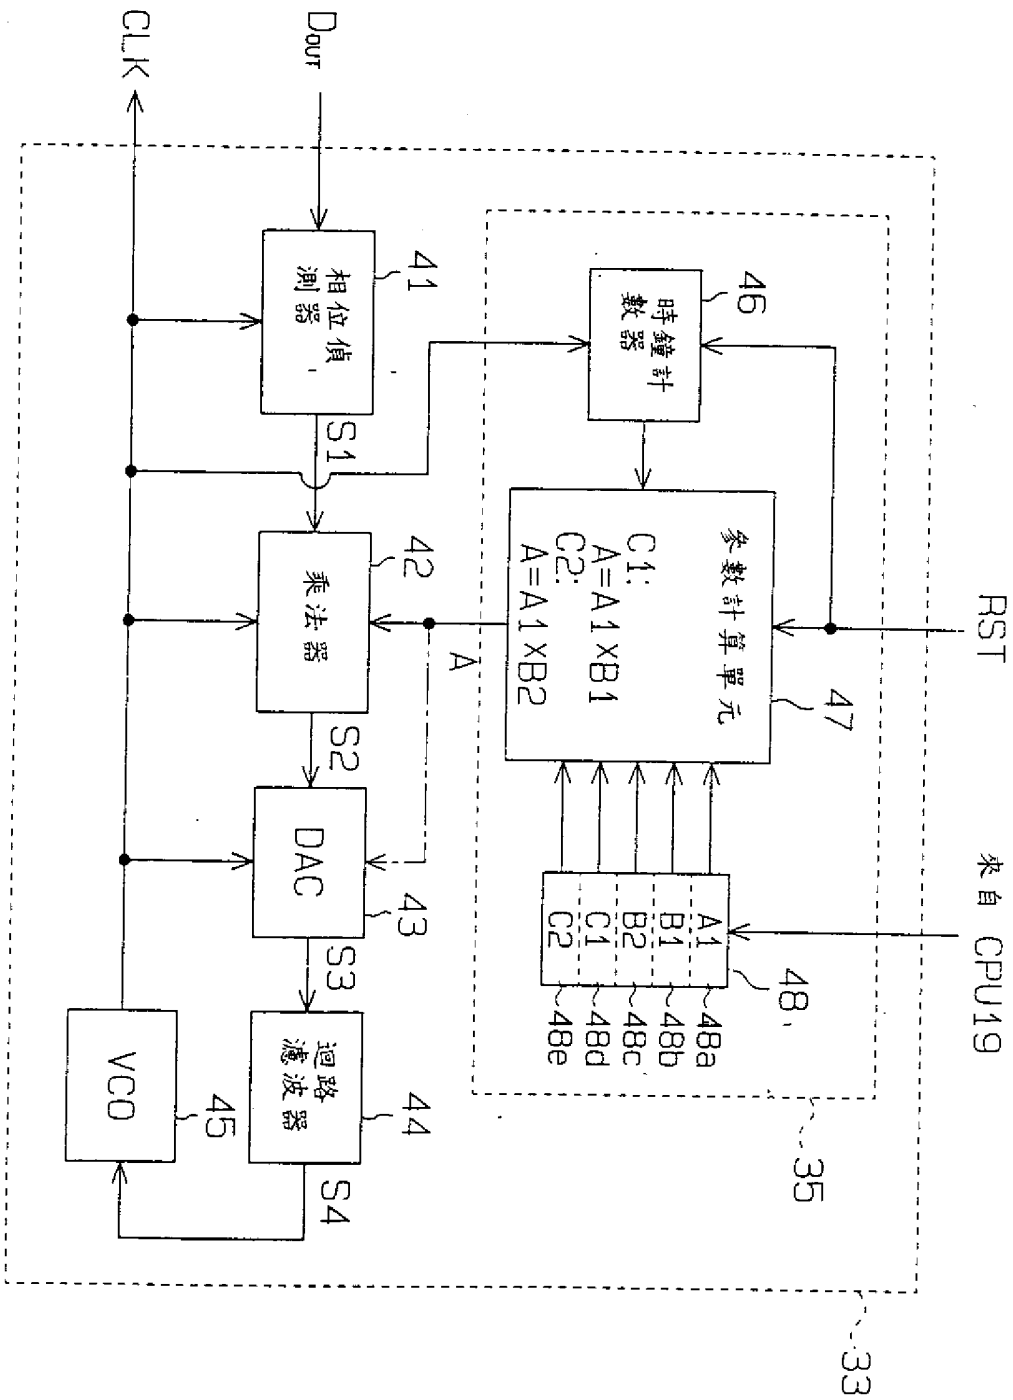 RST
來自 CPU19
35
33
46
時鐘計
數器
參數計算單元
C1:
A=A1×B1
C2:
A=A1×B2
47
A1
B1
B2
C1
C2
48
48a
48b
48c
48d
48e
A
DOUT
41
相位偵
測器
S1
42
乘法器
S2
DAC
43
S3
44
迴路
濾波器
S4
CLK
VCO
45